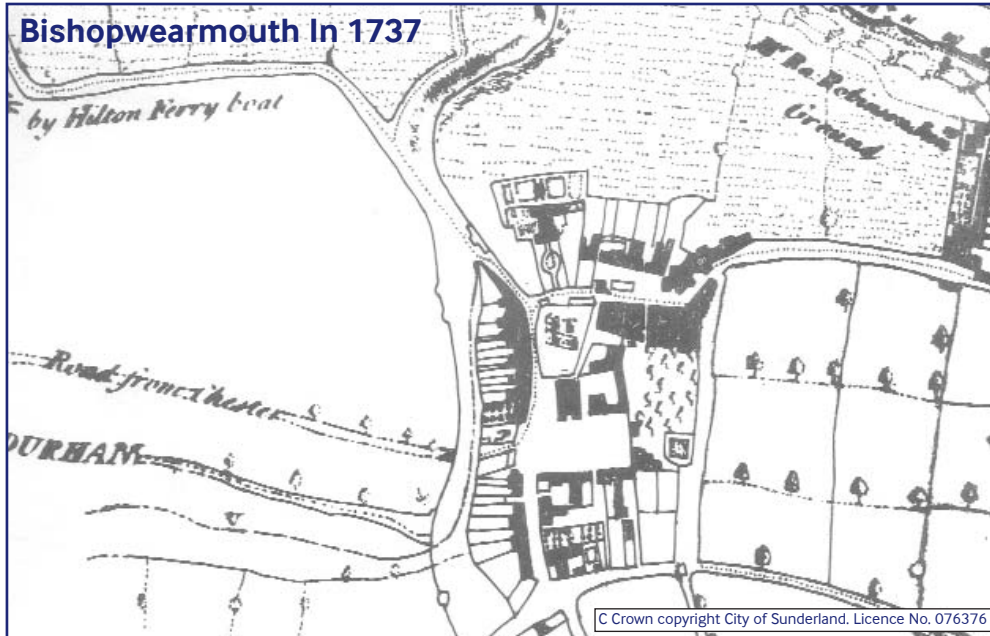 Bishopwearmouth In 1737
by Hilton Ferry boat
Ground
Road from Chester
DURHAM
C Crown copyright City of Sunderland. Licence No. 076376